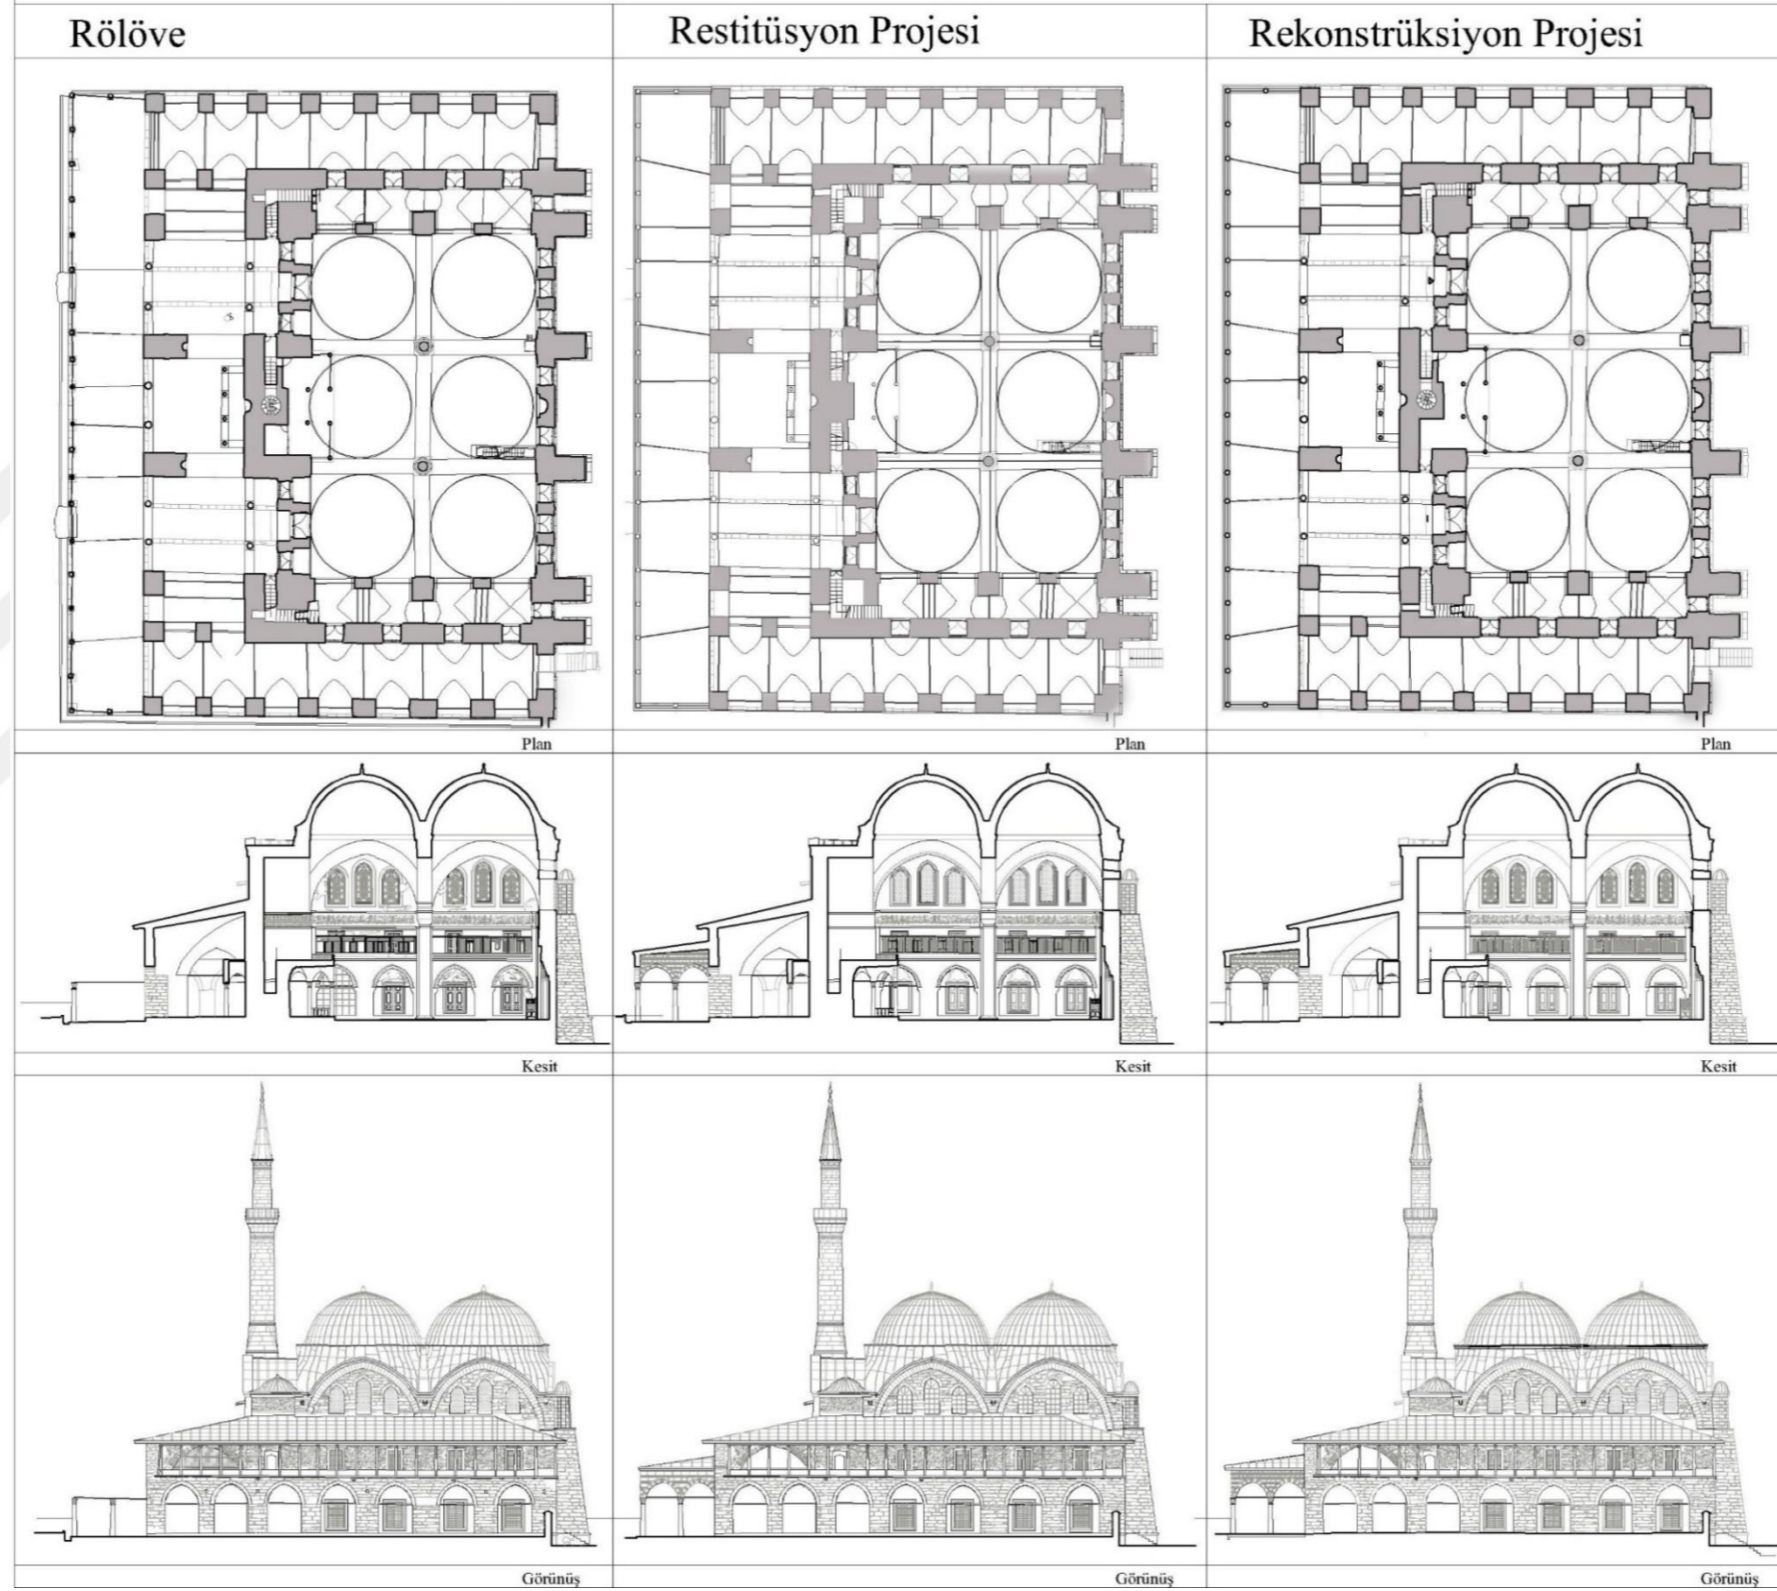 Rölöve
Restitüsyon Projesi
Rekonstrüksiyon Projesi
Plan
Plan
Plan
Kesit
Kesit
Kesit
Görünüş
Görünüş
Görünüş